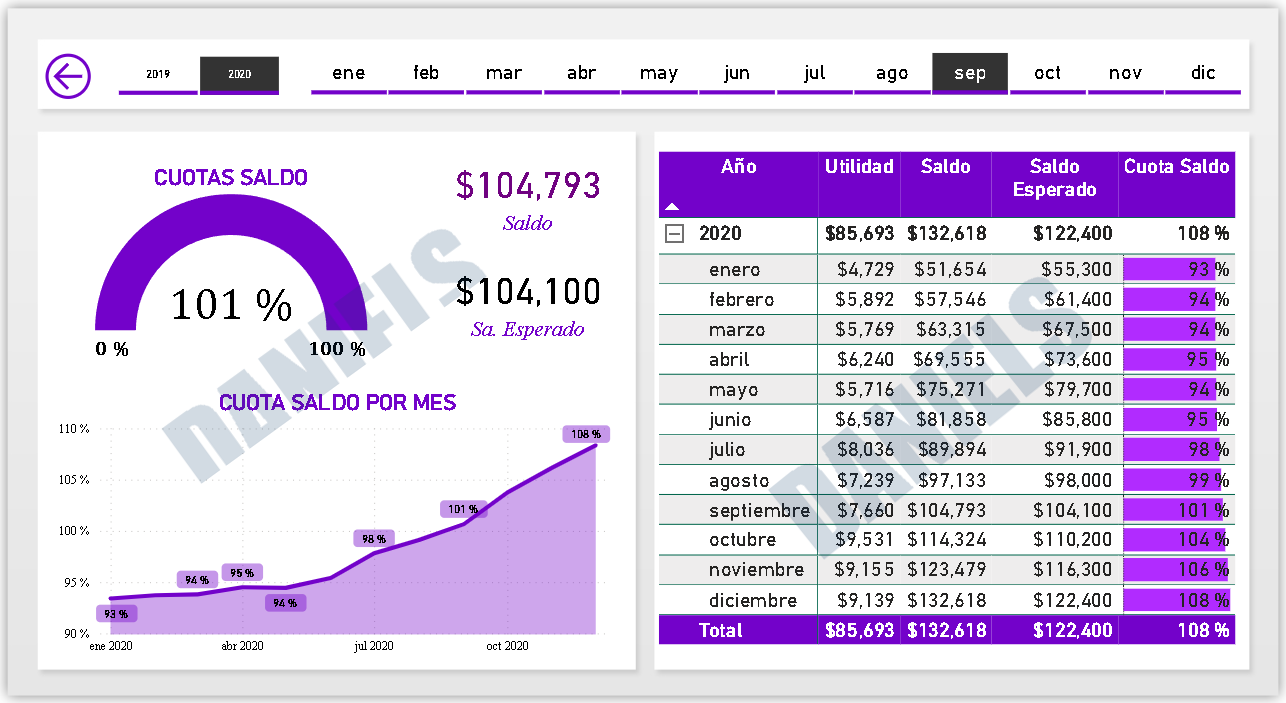 2019 2020 ene feb mar abr may jun jul ago sep oct nov dic
CUOTAS SALDO
101 %
0 % 100 %
$104,793
Saldo
$104,100
Sa. Esperado
CUOTA SALDO POR MES
110 %
105 %
100 %
95 %
90 %
93 % 94 % 95 % 94 % 98 % 101 % 108 %
ene 2020 abr 2020 jul 2020 oct 2020
Año Utilidad Saldo Saldo Esperado Cuota Saldo
2020 $85,693 $132,618 $122,400 108 %
enero $4,729 $51,654 $55,300 93 %
febrero $5,892 $57,546 $61,400 94 %
marzo $5,769 $63,315 $67,500 94 %
abril $6,240 $69,555 $73,600 95 %
mayo $5,716 $75,271 $79,700 94 %
junio $6,587 $81,858 $85,800 95 %
julio $8,036 $89,894 $91,900 98 %
agosto $7,239 $97,133 $98,000 99 %
septiembre $7,660 $104,793 $104,100 101 %
octubre $9,531 $114,324 $110,200 104 %
noviembre $9,155 $123,479 $116,300 106 %
diciembre $9,139 $132,618 $122,400 108 %
Total $85,693 $132,618 $122,400 108 %
DANIELS